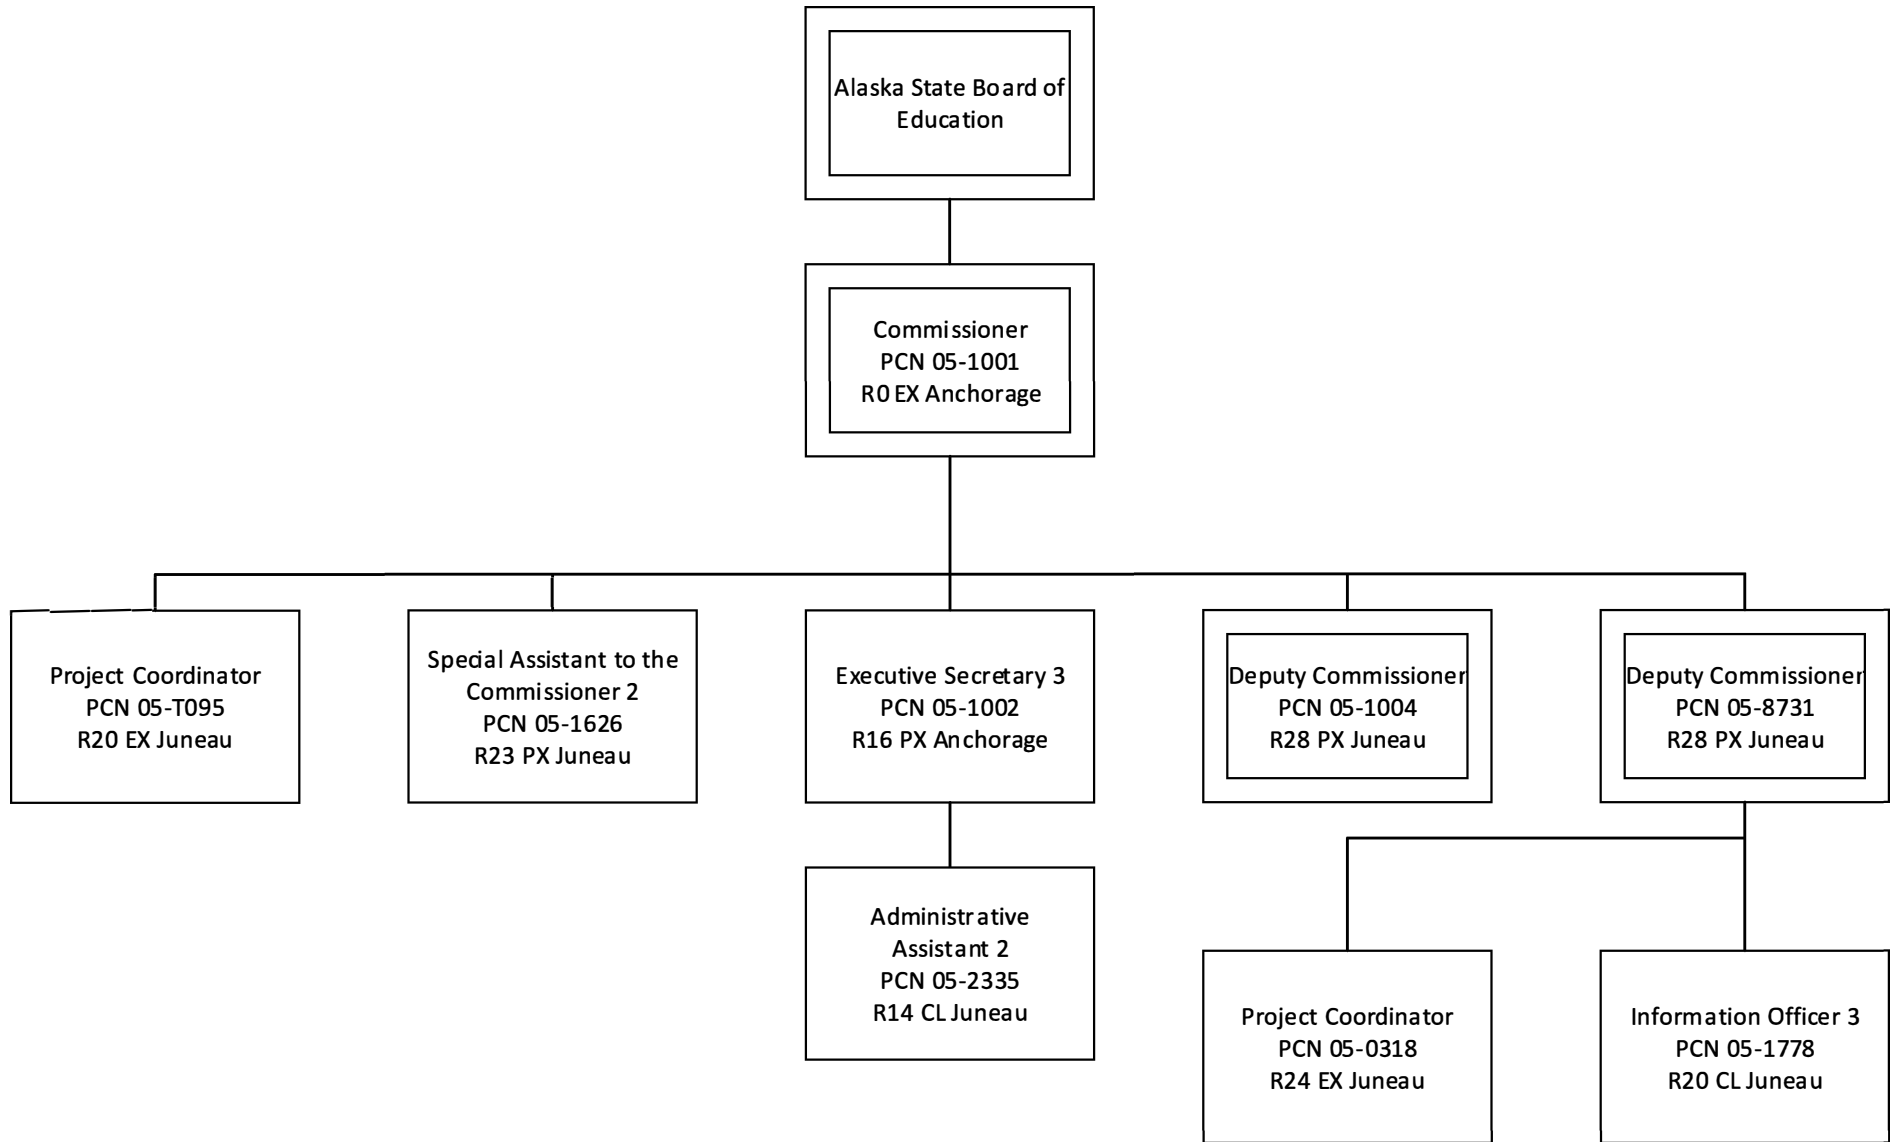 Alaska State Board of
Education
Commissioner
PCN 05-1001
R0 EX Anchorage
Project Coordinator
PCN 05-T095
R20 EX Juneau
Special Assistant to the
Commissioner 2
PCN 05-1626
R23 PX Juneau
Executive Secretary 3
PCN 05-1002
R16 PX Anchorage
Deputy Commissioner
PCN 05-1004
R28 PX Juneau
Deputy Commissioner
PCN 05-8731
R28 PX Juneau
Administrative
Assistant 2
PCN 05-2335
R14 CL Juneau
Project Coordinator
PCN 05-0318
R24 EX Juneau
Information Officer 3
PCN 05-1778
R20 CL Juneau